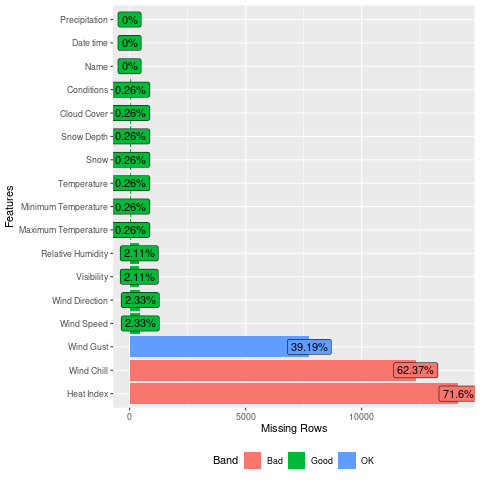 Precipitation 0%
Date time 0%
Name 0%
Conditions 0.26%
Cloud Cover 0.26%
Snow Depth 0.26%
Snow 0.26%
Temperature 0.26%
Minimum Temperature 0.26%
Maximum Temperature 0.26%
Relative Humidity 2.11%
Visibility 2.11%
Wind Direction 2.33%
Wind Speed 2.33%
Wind Gust 39.19%
Wind Chill 62.37%
Heat Index 71.6%
Features
0 5000 10000
Missing Rows
Band Bad Good OK